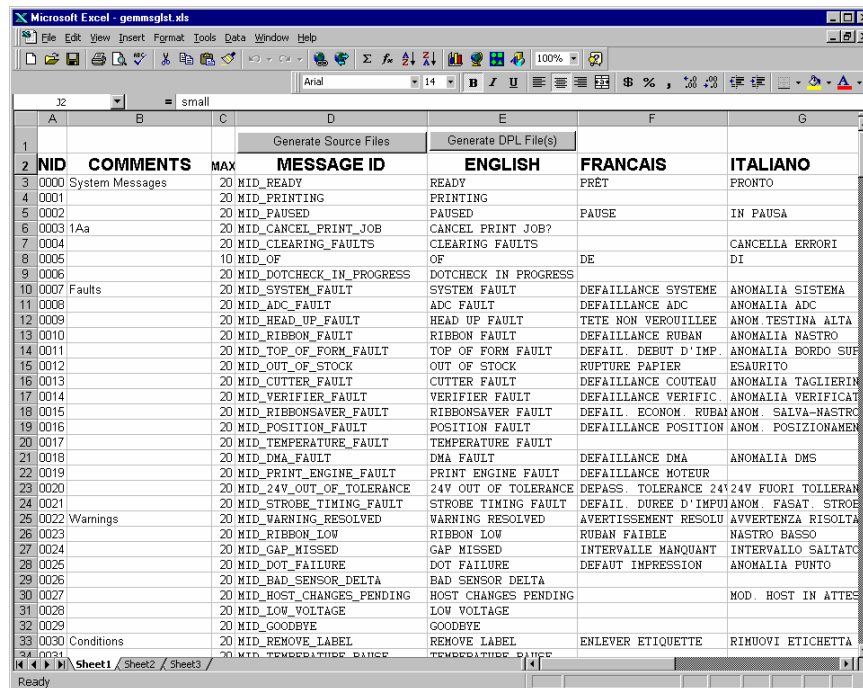 Microsoft Excel - gemmsglst.xls
File Edit View Insert Format Tools Data Window Help
100%
Arial 14 B I U $ % ,
J2 = small
A B C D E F G
1 Generate Source Files Generate DPL File(s)
2 NID COMMENTS MAX MESSAGE ID ENGLISH FRANCAIS ITALIANO
3 0000 System Messages 20 MID_READY READY PRÊT PRONTO
4 0001 20 MID_PRINTING PRINTING
5 0002 20 MID_PAUSED PAUSED PAUSE IN PAUSA
6 0003 1Aa 20 MID_CANCEL_PRINT_JOB CANCEL PRINT JOB?
7 0004 20 MID_CLEARING_FAULTS CLEARING FAULTS CANCELLA ERRORI
8 0005 10 MID_OF OF DE DI
9 0006 20 MID_DOTCHECK_IN_PROGRESS DOTCHECK IN PROGRESS
10 0007 Faults 20 MID_SYSTEM_FAULT SYSTEM FAULT DEFAILLANCE SYSTEME ANOMALIA SISTEMA
11 0008 20 MID_ADC_FAULT ADC FAULT DEFAILLANCE ADC ANOMALIA ADC
12 0009 20 MID_HEAD_UP_FAULT HEAD UP FAULT TETE NON VEROUILLEE ANOM.TESTINA ALTA
13 0010 20 MID_RIBBON_FAULT RIBBON FAULT DEFAILLANCE RUBAN ANOMALIA NASTRO
14 0011 20 MID_TOP_OF_FORM_FAULT TOP OF FORM FAULT DEFAIL. DEBUT D'IMP. ANOMALIA BORDO SUP
15 0012 20 MID_OUT_OF_STOCK OUT OF STOCK RUPTURE PAPIER ESAURITO
16 0013 20 MID_CUTTER_FAULT CUTTER FAULT DEFAILLANCE COUTEAU ANOMALIA TAGLIERIN
17 0014 20 MID_VERIFIER_FAULT VERIFIER FAULT DEFAILLANCE VERIFIC. ANOMALIA VERIFICAT
18 0015 20 MID_RIBBONSAVER_FAULT RIBBONSAVER FAULT DEFAIL. ECONOM. RUBAN ANOM. SALVA-NASTRO
19 0016 20 MID_POSITION_FAULT POSITION FAULT DEFAILLANCE POSITION ANOM. POSIZIONAMEN
20 0017 20 MID_TEMPERATURE_FAULT TEMPERATURE FAULT
21 0018 20 MID_DMA_FAULT DMA FAULT DEFAILLANCE DMA ANOMALIA DMS
22 0019 20 MID_PRINT_ENGINE_FAULT PRINT ENGINE FAULT DEFAILLANCE MOTEUR
23 0020 20 MID_24V_OUT_OF_TOLERANCE 24V OUT OF TOLERANCE DEPASS. TOLERANCE 24V 24V FUORI TOLLERAN
24 0021 20 MID_STROBE_TIMING_FAULT STROBE TIMING FAULT DEFAIL. DUREE D'IMPU ANOM. FASAT. STROB
25 0022 Warnings 20 MID_WARNING_RESOLVED WARNING RESOLVED AVERTISSEMENT RESOLU AVVERTENZA RISOLTA
26 0023 20 MID_RIBBON_LOW RIBBON LOW RUBAN FAIBLE NASTRO BASSO
27 0024 20 MID_GAP_MISSED GAP MISSED INTERVALLE MANQUANT INTERVALLO SALTATO
28 0025 20 MID_DOT_FAILURE DOT FAILURE DEFAUT IMPRESSION ANOMALIA PUNTO
29 0026 20 MID_BAD_SENSOR_DELTA BAD SENSOR DELTA
30 0027 20 MID_HOST_CHANGES_PENDING HOST CHANGES PENDING MOD. HOST IN ATTES
31 0028 20 MID_LOW_VOLTAGE LOW VOLTAGE
32 0029 20 MID_GOODBYE GOODBYE
33 0030 Conditions 20 MID_REMOVE_LABEL REMOVE LABEL ENLEVER ETIQUETTE RIMUOVI ETICHETTA
34 0031 20 MID_TEMPERATURE_PAUSE TEMPERATURE PAUSE
Sheet1 Sheet2 Sheet3
Ready